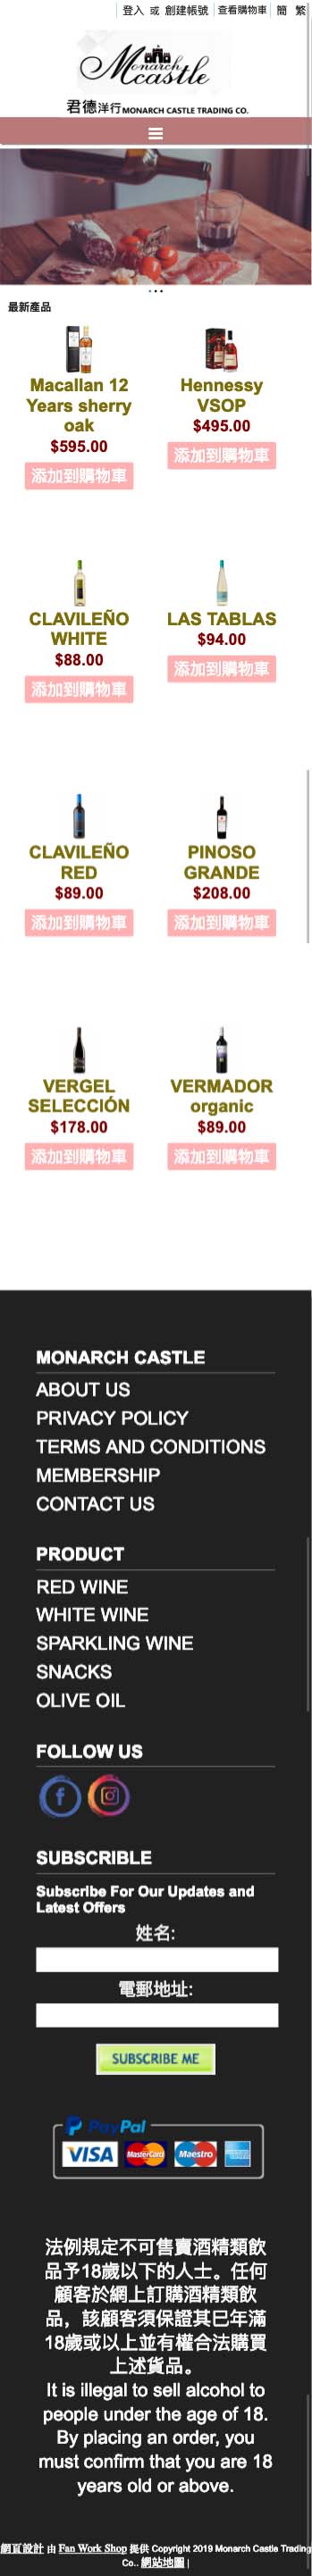 登入 或 創建帳號 查看購物車 簡 繁
Monarch
Castle
君德洋行 MONARCH CASTLE TRADING CO.
最新產品
Macallan 12
Years sherry
oak
$595.00
添加到購物車
Hennessy
VSOP
$495.00
添加到購物車
CLAVILEÑO
WHITE
$88.00
添加到購物車
LAS TABLAS
$94.00
添加到購物車
CLAVILEÑO
RED
$89.00
添加到購物車
PINOSO
GRANDE
$208.00
添加到購物車
VERGEL
SELECCIÓN
$178.00
添加到購物車
VERMADOR
organic
$89.00
添加到購物車
MONARCH CASTLE
ABOUT US
PRIVACY POLICY
TERMS AND CONDITIONS
MEMBERSHIP
CONTACT US
PRODUCT
RED WINE
WHITE WINE
SPARKLING WINE
SNACKS
OLIVE OIL
FOLLOW US
SUBSCRIBLE
Subscribe For Our Updates and
Latest Offers
姓名:
電郵地址:
SUBSCRIBE ME
PayPal
VISA MasterCard Maestro
法例規定不可售賣酒精類飲
品予18歲以下的人士。任何
顧客於網上訂購酒精類飲
品，該顧客須保證其巳年滿
18歲或以上並有權合法購買
上述貨品。
It is illegal to sell alcohol to
people under the age of 18.
By placing an order, you
must confirm that you are 18
years old or above.
網頁設計 由 Fan Work Shop 提供 Copyright 2019 Monarch Castle Trading
Co.. 網站地圖 |